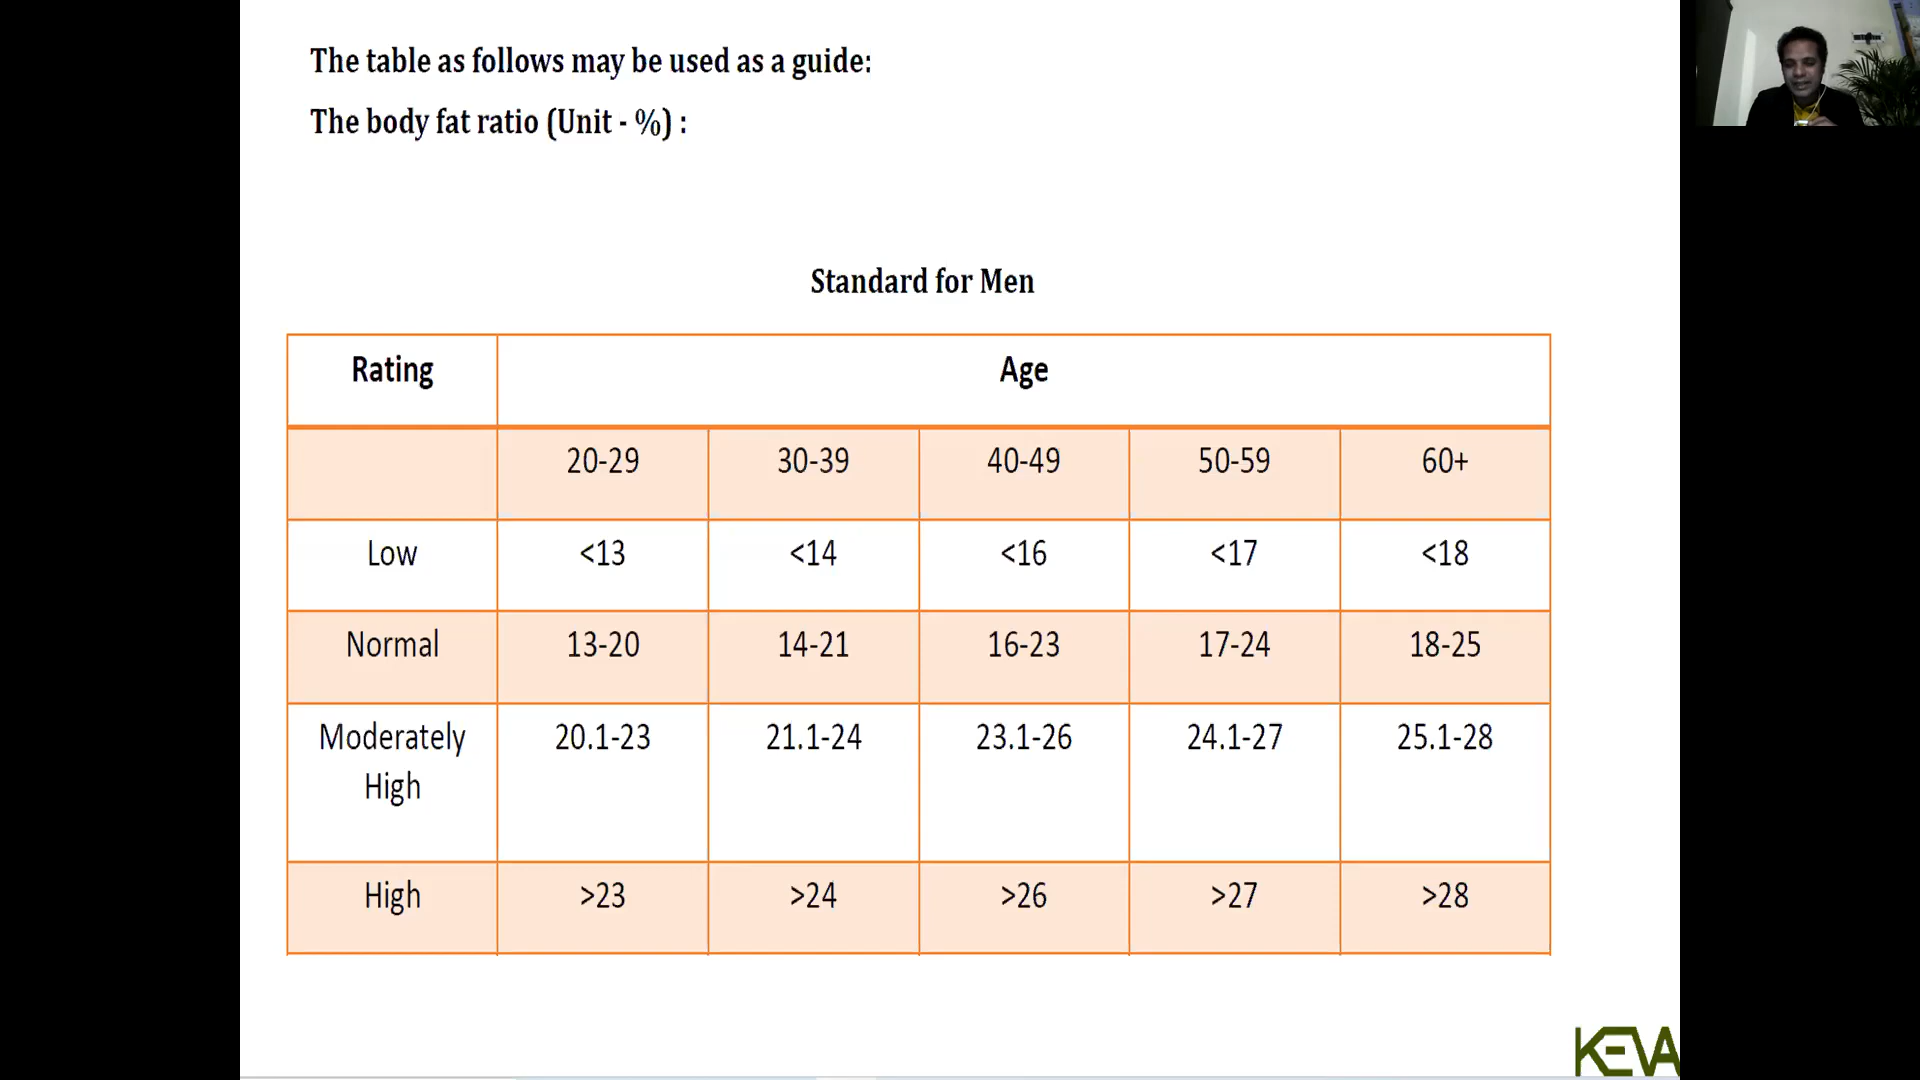 The table as follows may be used as a guide:
The body fat ratio (Unit - %) :
Standard for Men
Rating Age
20-29 30-39 40-49 50-59 60+
Low <13 <14 <16 <17 <18
Normal 13-20 14-21 16-23 17-24 18-25
Moderately 20.1-23 21.1-24 23.1-26 24.1-27 25.1-28
High
High >23 >24 >26 >27 >28
KEVA